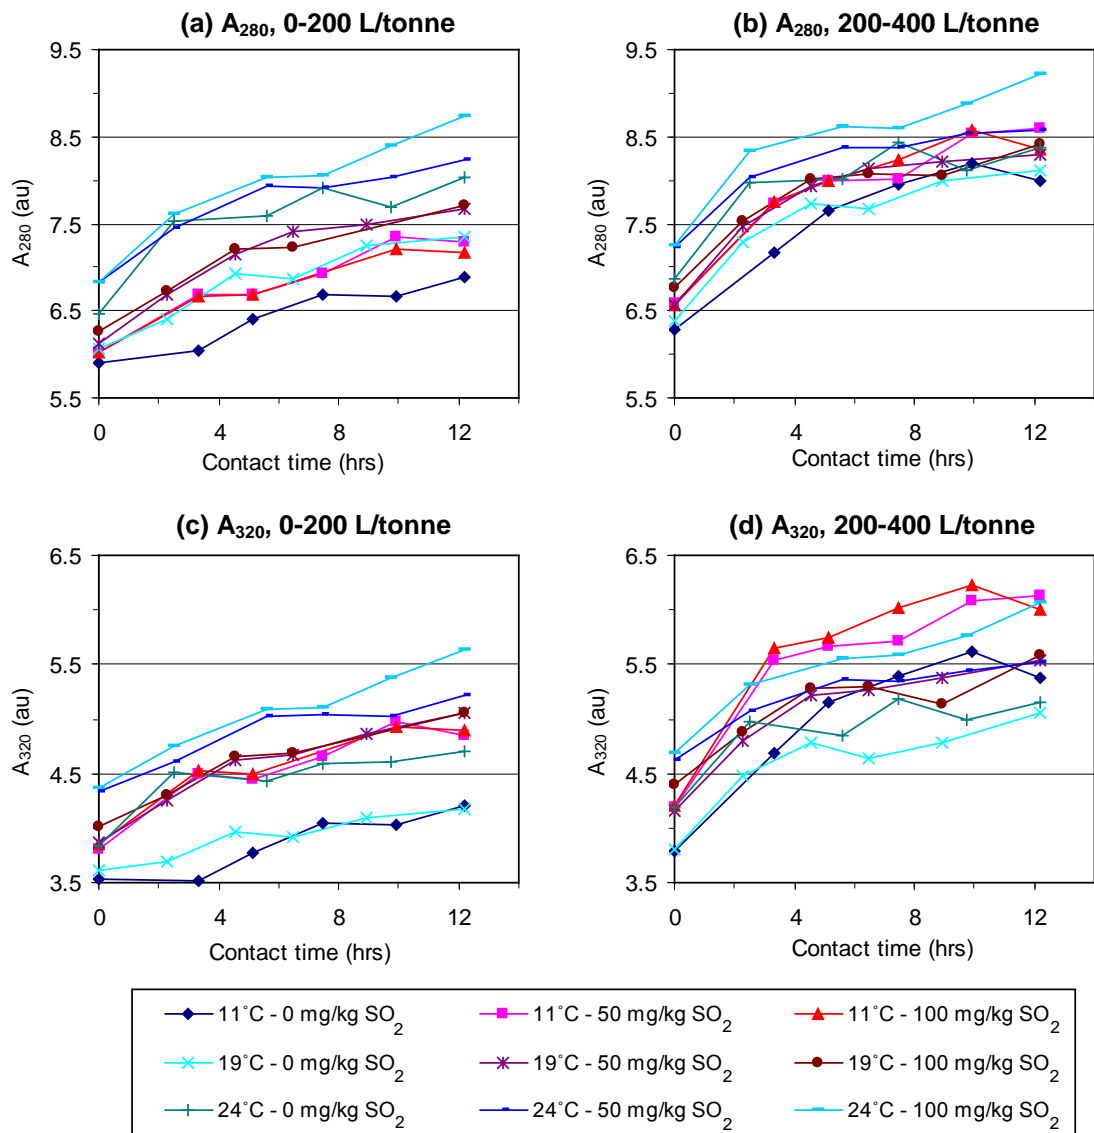 (a) A280, 0-200 L/tonne
9.5
8.5
7.5
6.5
5.5
A280 (au)
0 4 8 12
Contact time (hrs)
(b) A280, 200-400 L/tonne
9.5
8.5
7.5
6.5
5.5
A280 (au)
0 4 8 12
Contact time (hrs)
(c) A320, 0-200 L/tonne
6.5
5.5
4.5
3.5
A320 (au)
0 4 8 12
Contact time (hrs)
(d) A320, 200-400 L/tonne
6.5
5.5
4.5
3.5
A320 (au)
0 4 8 12
Contact time (hrs)
11˚C - 0 mg/kg SO2 11˚C - 50 mg/kg SO2 11˚C - 100 mg/kg SO2
19˚C - 0 mg/kg SO2 19˚C - 50 mg/kg SO2 19˚C - 100 mg/kg SO2
24˚C - 0 mg/kg SO2 24˚C - 50 mg/kg SO2 24˚C - 100 mg/kg SO2